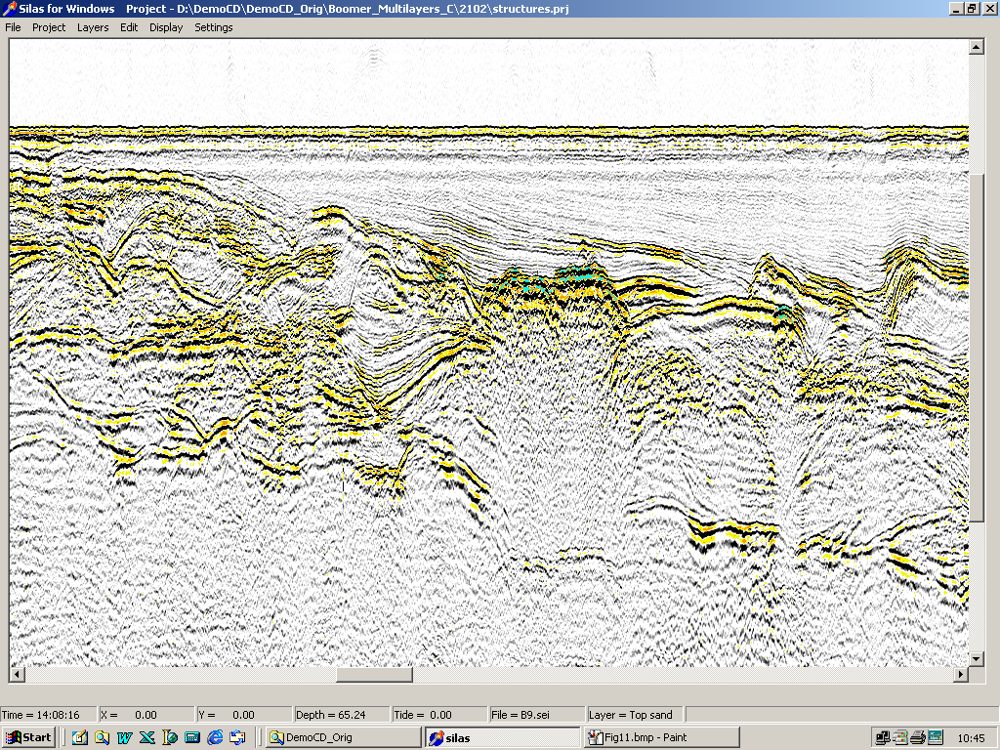 Silas for Windows   Project - D:\DemoCD\DemoCD_Orig\Boomer_Multilayers_C\2102\structures.prj
File   Project   Layers   Edit   Display   Settings
Time = 14:08:16   X =   0.00   Y =   0.00   Depth = 65.24   Tide =  0.00   File = B9.sei   Layer = Top sand
Start   DemoCD_Orig   silas   Fig11.bmp - Paint   10:45